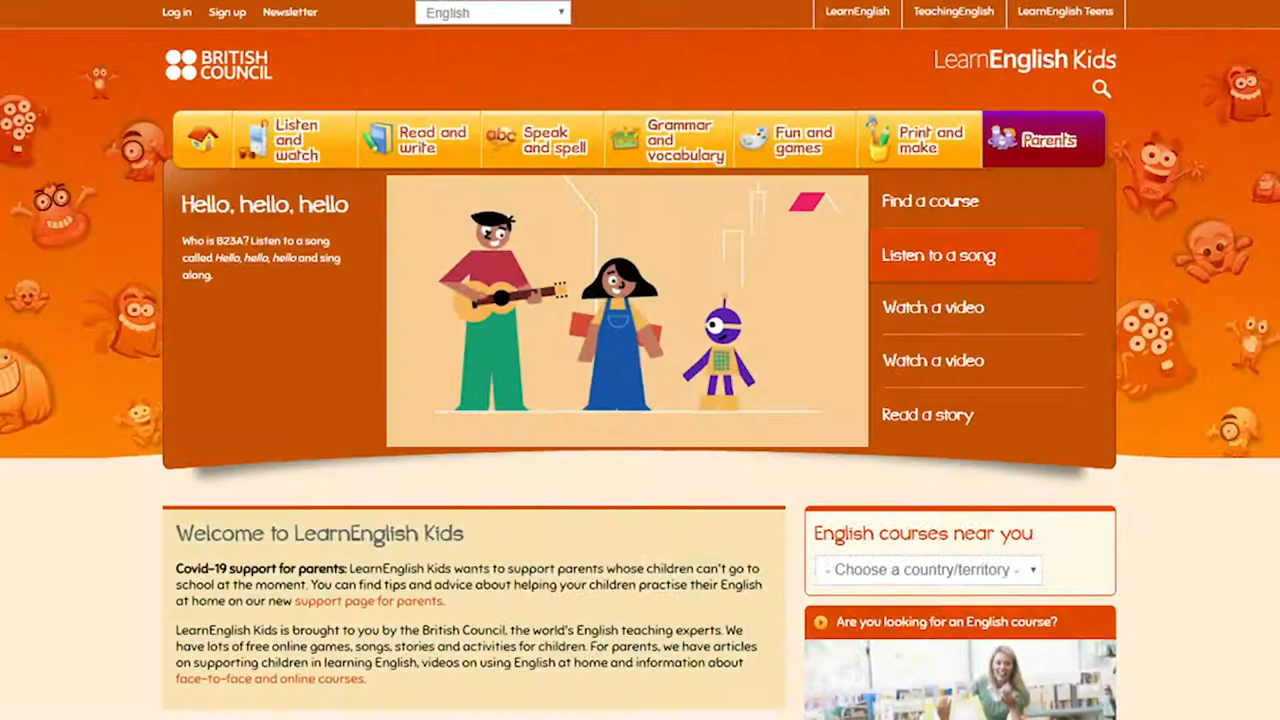 Log in Sign up Newsletter English LearnEnglish TeachingEnglish LearnEnglish Teens
BRITISH
COUNCIL
LearnEnglish Kids
Listen
and
watch
Read and
write
abc
Speak
and spell
Grammar
and
vocabulary
Fun and
games
Print and
make
Parents
Hello, hello, hello
Who is B23A? Listen to a song
called Hello, hello, hello and sing
along.
Find a course
Listen to a song
Watch a video
Watch a video
Read a story
Welcome to LearnEnglish Kids
Covid-19 support for parents: LearnEnglish Kids wants to support parents whose children can't go to
school at the moment. You can find tips and advice about helping your children practise their English
at home on our new support page for parents.
LearnEnglish Kids is brought to you by the British Council, the world's English teaching experts. We
have lots of free online games, songs, stories and activities for children. For parents, we have articles
on supporting children in learning English, videos on using English at home and information about
face-to-face and online courses.
English courses near you
- Choose a country/territory -
Are you looking for an English course?